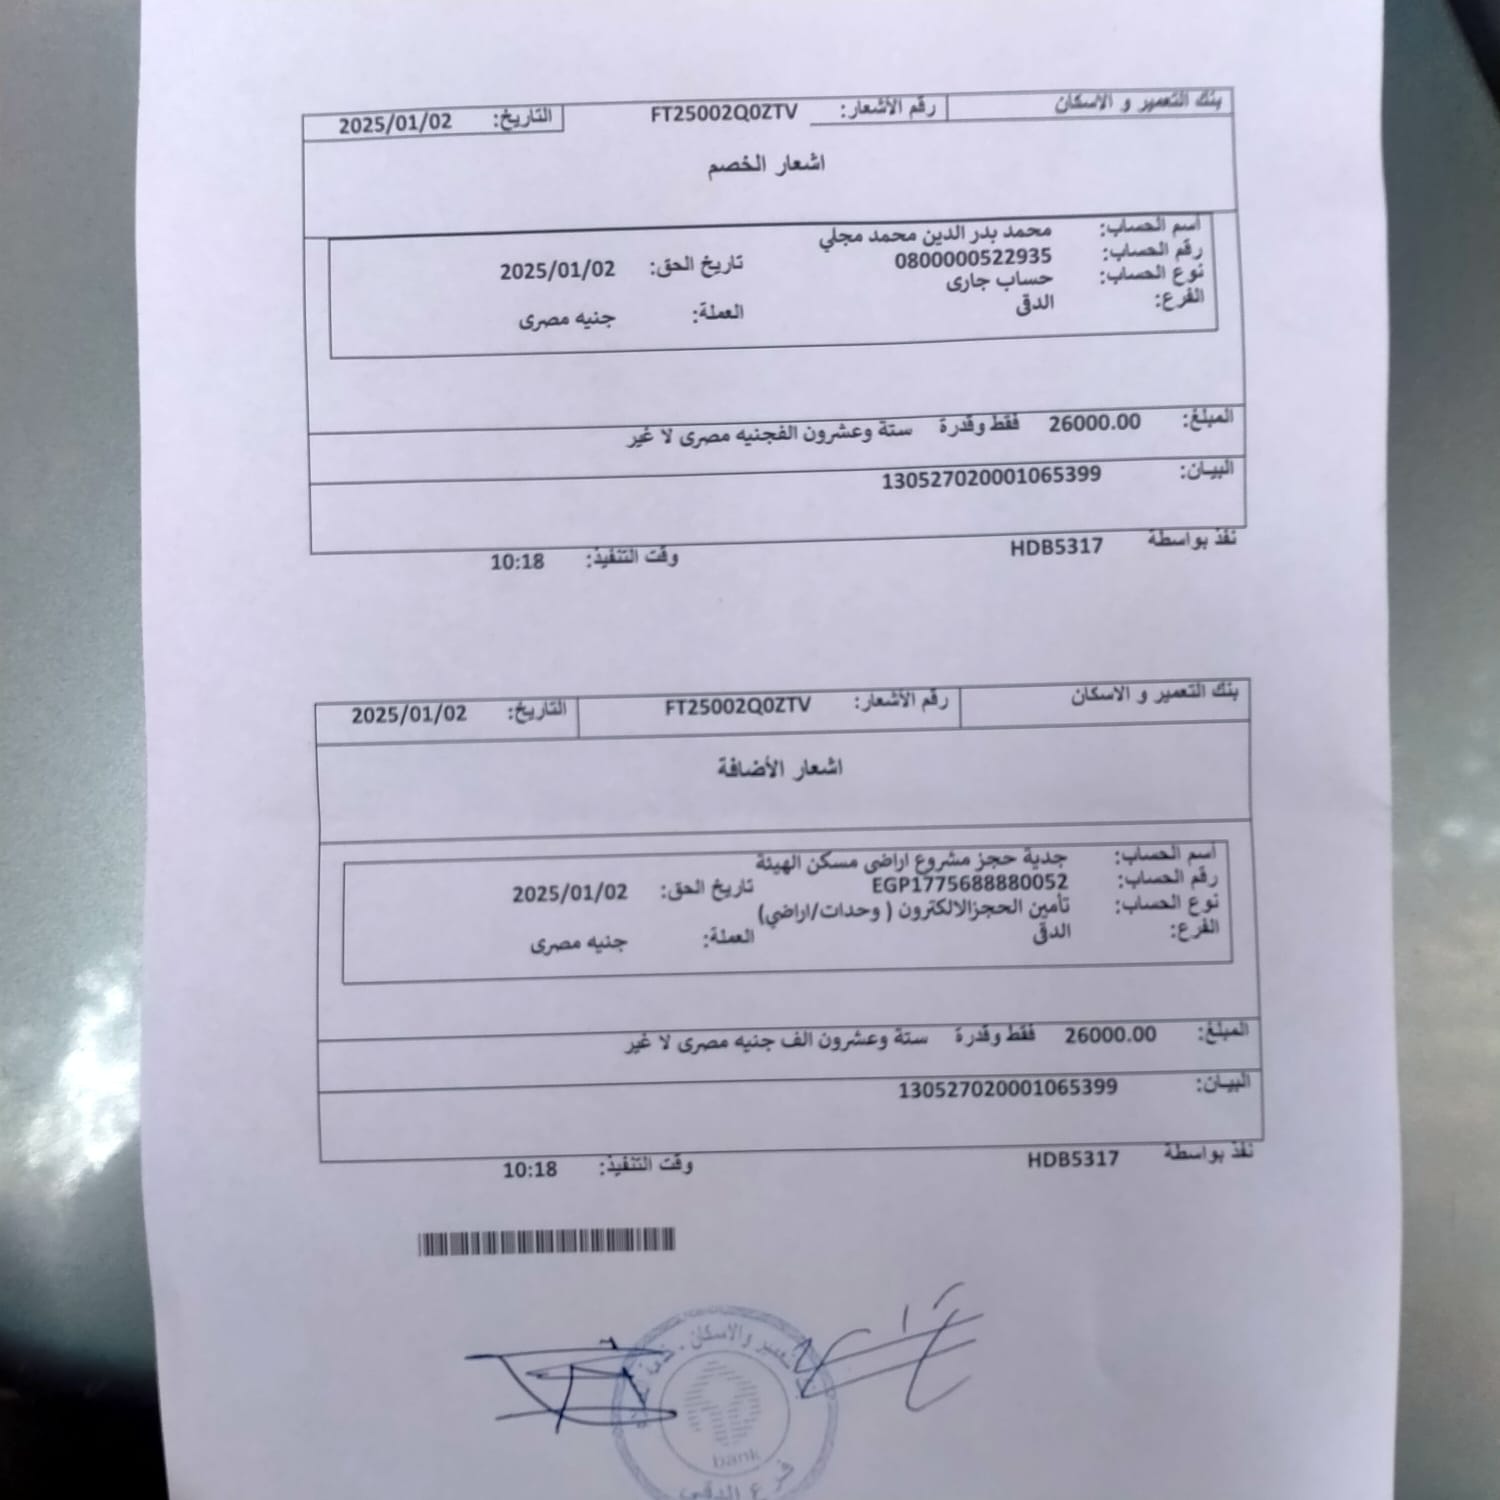 بنك التعمير و الاسكان رقم الأشعار: FT25002Q0ZTV التاريخ: 2025/01/02
اشعار الخصم
اسم الحساب: محمد بدر الدين محمد مجلي
رقم الحساب: 0800000522935 تاريخ الحق: 2025/01/02
نوع الحساب: حساب جارى
الفرع: الدقى العملة: جنيه مصرى
المبلغ: 26000.00 فقط وقدرة ستة وعشرون الفجنيه مصرى لا غير
البيـان: 130527020001065399
نفذ بواسطة HDB5317 وقت التنفيذ: 10:18
بنك التعمير و الاسكان رقم الأشعار: FT25002Q0ZTV التاريخ: 2025/01/02
اشعار الأضافة
اسم الحساب: جدية حجز مشروع اراضى مسكن الهيئة
رقم الحساب: EGP1775688880052 تاريخ الحق: 2025/01/02
نوع الحساب: تأمين الحجزالالكترون ( وحدات/اراضي)
الفرع: الدقى العملة: جنيه مصرى
المبلغ: 26000.00 فقط وقدرة ستة وعشرون الف جنيه مصرى لا غير
البيـان: 130527020001065399
نفذ بواسطة HDB5317 وقت التنفيذ: 10:18
التعمير والاسكان
bank
فرع الدقى